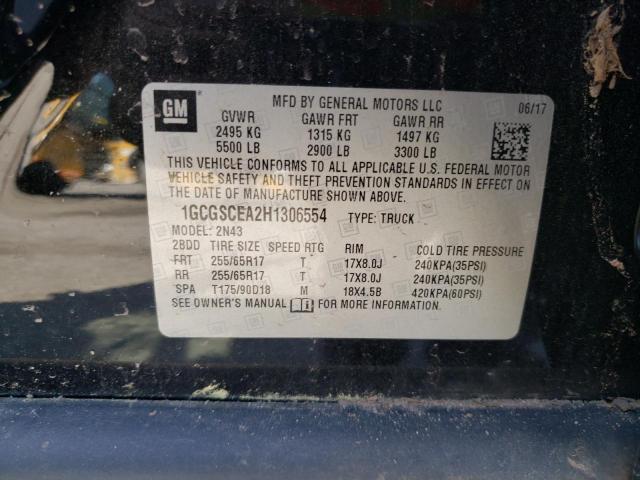 GM
MFD BY GENERAL MOTORS LLC 06/17
GVWR GAWR FRT GAWR RR
2495 KG 1315 KG 1497 KG
5500 LB 2900 LB 3300 LB
THIS VEHICLE CONFORMS TO ALL APPLICABLE U.S. FEDERAL MOTOR
VEHICLE SAFETY AND THEFT PREVENTION STANDARDS IN EFFECT ON
THE DATE OF MANUFACTURE SHOWN ABOVE.
1GCGSCEA2H1306554 TYPE: TRUCK
MODEL: 2N43
2BDD TIRE SIZE SPEED RTG RIM COLD TIRE PRESSURE
FRT 255/65R17 T 17X8.0J 240KPA(35PSI)
RR 255/65R17 T 17X8.0J 240KPA(35PSI)
SPA T175/90D18 M 18X4.5B 420KPA(60PSI)
SEE OWNER'S MANUAL FOR MORE INFORMATION.